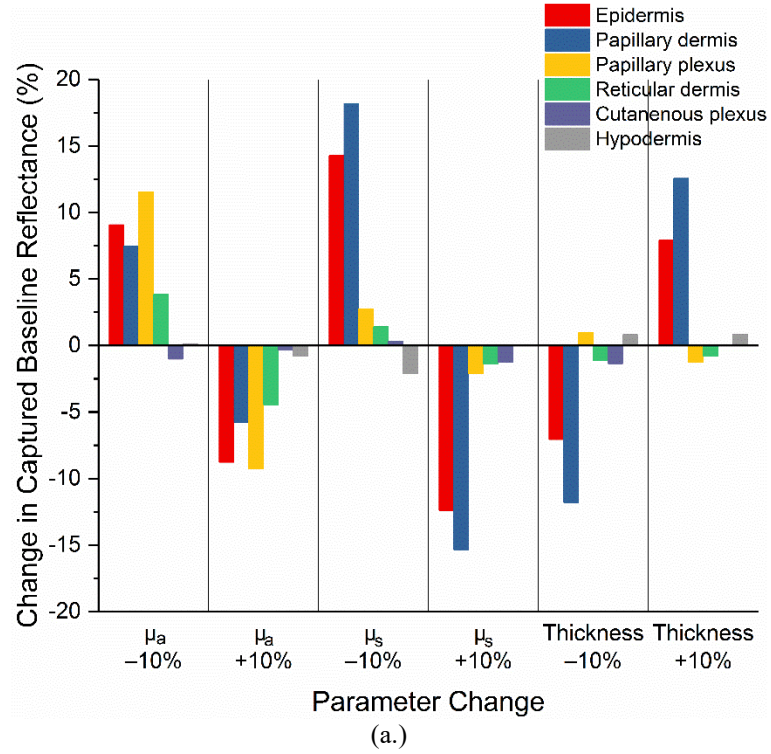 Epidermis
Papillary dermis
Papillary plexus
Reticular dermis
Cutanenous plexus
Hypodermis
Change in Captured Baseline Reflectance (%)
20
15
10
5
0
-5
-10
-15
-20
μa μa μs μs Thickness Thickness
–10% +10% –10% +10% –10% +10%
Parameter Change
(a.)